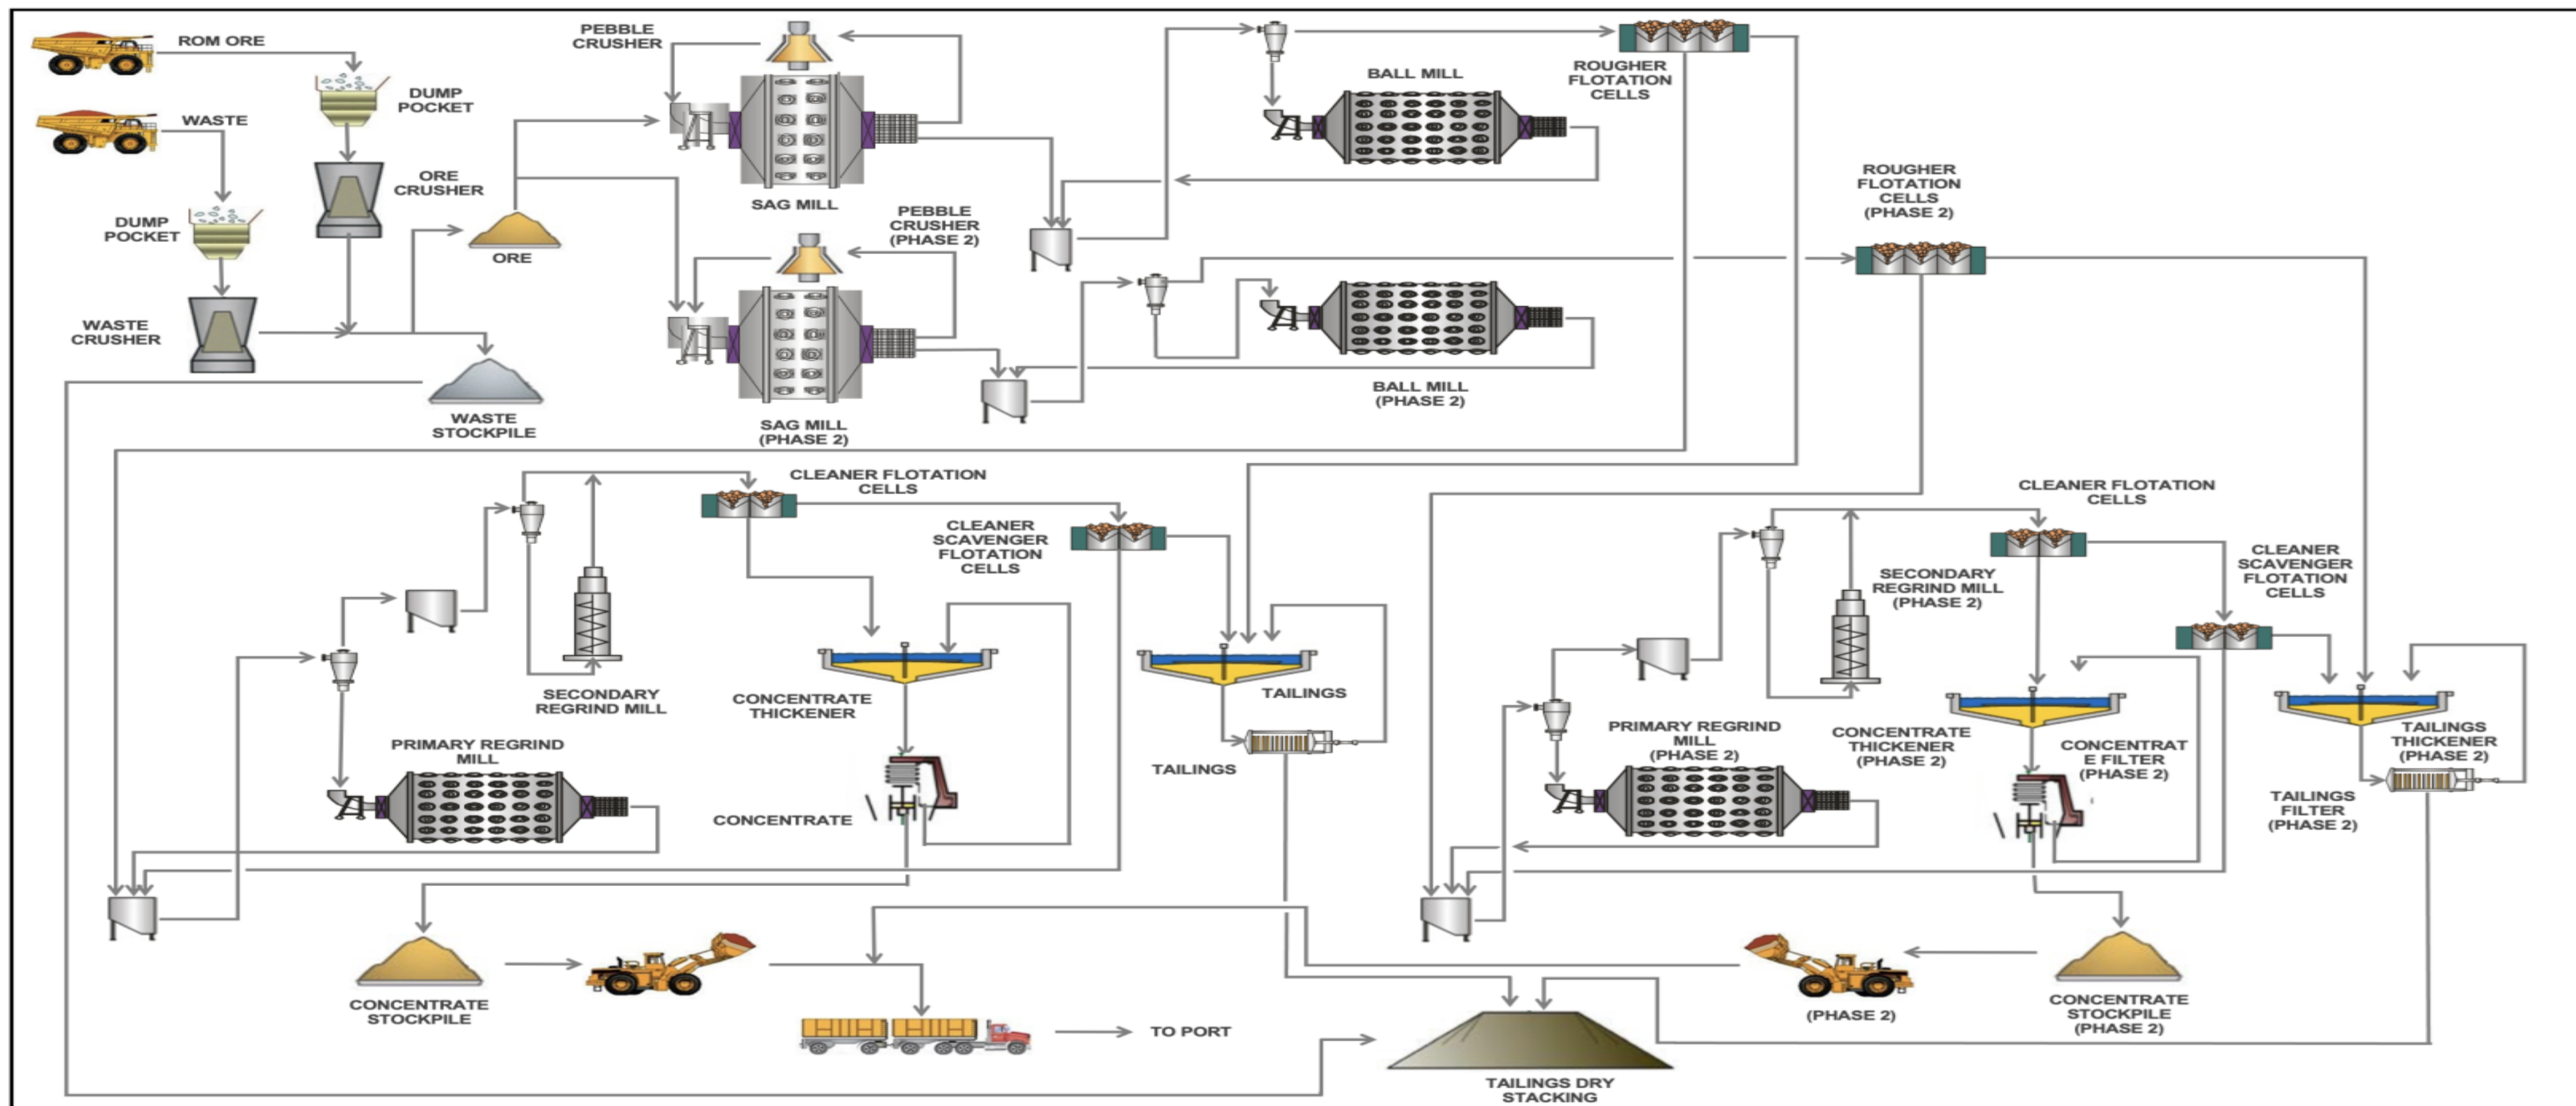 ROM ORE
WASTE
DUMP
POCKET
ORE
CRUSHER
DUMP
POCKET
WASTE
CRUSHER
ORE
WASTE
STOCKPILE
PEBBLE
CRUSHER
SAG MILL
PEBBLE
CRUSHER
(PHASE 2)
SAG MILL
(PHASE 2)
BALL MILL
ROUGHER
FLOTATION
CELLS
BALL MILL
(PHASE 2)
ROUGHER
FLOTATION
CELLS
(PHASE 2)
CLEANER FLOTATION
CELLS
CLEANER
SCAVENGER
FLOTATION
CELLS
SECONDARY
REGRIND MILL
CONCENTRATE
THICKENER
TAILINGS
TAILINGS
PRIMARY REGRIND
MILL
CONCENTRATE
CONCENTRATE
STOCKPILE
TO PORT
CLEANER FLOTATION
CELLS
CLEANER
SCAVENGER
FLOTATION
CELLS
SECONDARY
REGRIND MILL
(PHASE 2)
PRIMARY REGRIND
MILL
(PHASE 2)
CONCENTRATE
THICKENER
(PHASE 2)
CONCENTRAT
E FILTER
(PHASE 2)
TAILINGS
THICKENER
(PHASE 2)
TAILINGS
FILTER
(PHASE 2)
(PHASE 2)
CONCENTRATE
STOCKPILE
(PHASE 2)
TAILINGS DRY
STACKING